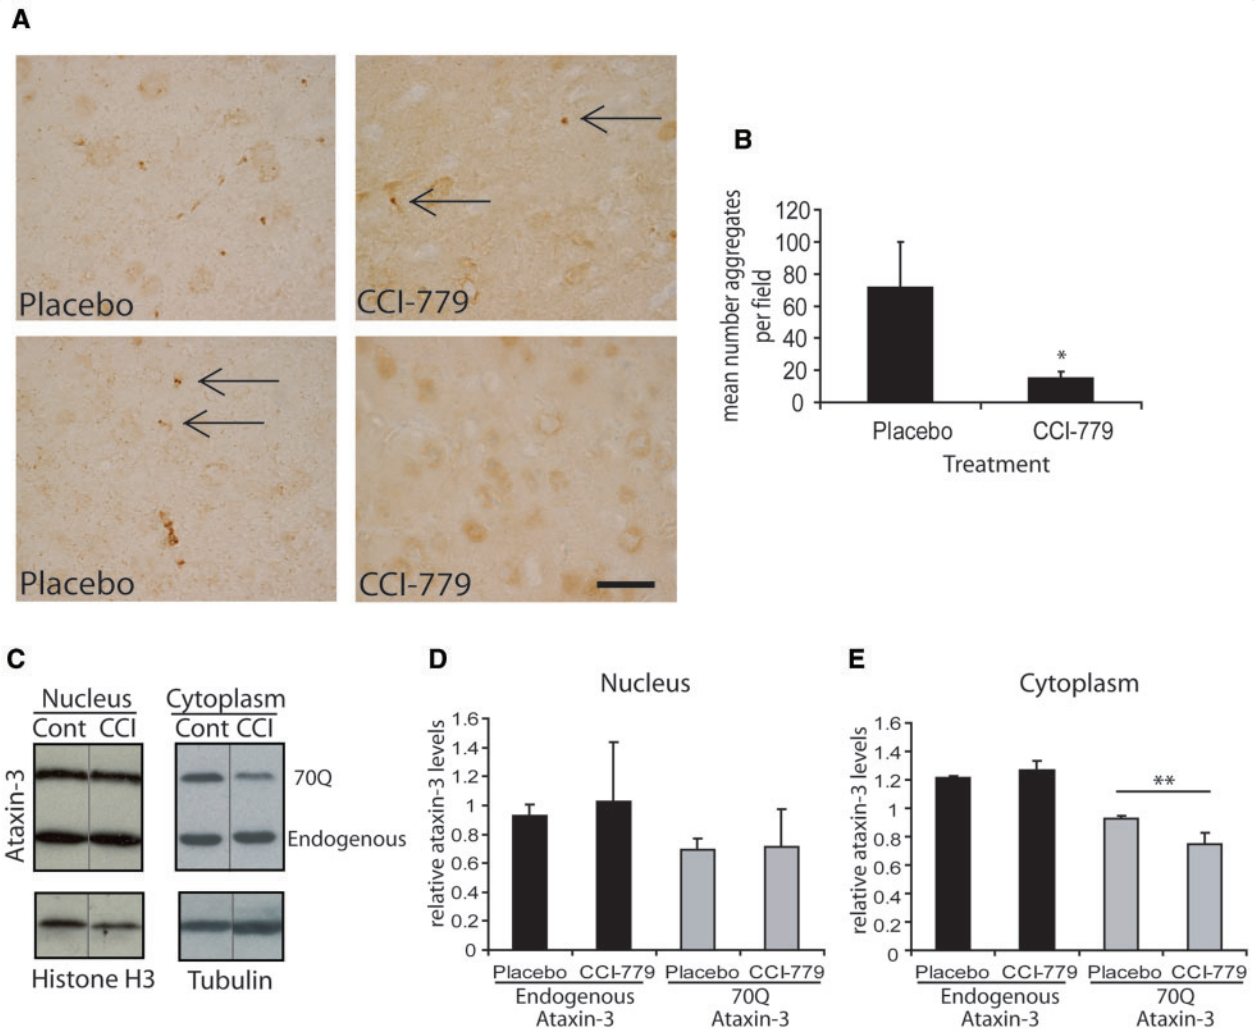 A
Placebo
CCI-779
Placebo
CCI-779
B
mean number aggregates
per field
120
100
80
60
40
20
0
*
Placebo CCI-779
Treatment
C
Nucleus Cytoplasm
Cont CCI Cont CCI
Ataxin-3
70Q
Endogenous
Histone H3 Tubulin
D
Nucleus
relative ataxin-3 levels
1.6
1.4
1.2
1
0.8
0.6
0.4
0.2
0
Placebo CCI-779 Placebo CCI-779
Endogenous 70Q
Ataxin-3 Ataxin-3
E
Cytoplasm
relative ataxin-3 levels
1.6
1.4
1.2
1
0.8
0.6
0.4
0.2
0
**
Placebo CCI-779 Placebo CCI-779
Endogenous 70Q
Ataxin-3 Ataxin-3